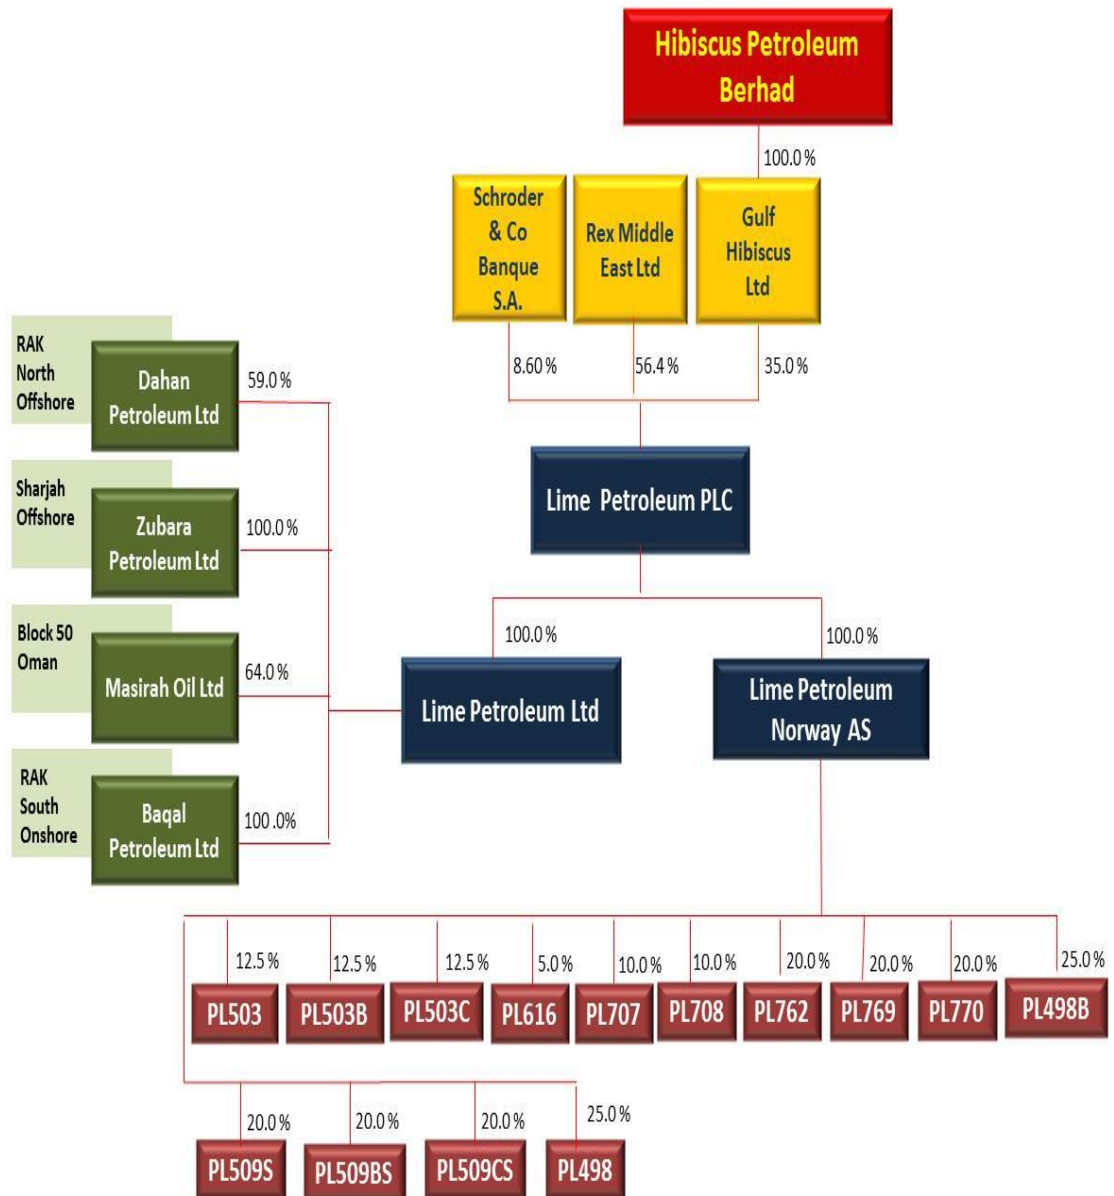 Hibiscus Petroleum
Berhad
100.0 %
Schroder
& Co
Banque
S.A.
Rex Middle
East Ltd
Gulf
Hibiscus
Ltd
8.60 %
56.4 %
35.0 %
RAK
North
Offshore
Dahan
Petroleum Ltd
59.0 %
Sharjah
Offshore
Zubara
Petroleum Ltd
100.0 %
Block 50
Oman
Masirah Oil Ltd
64.0 %
RAK
South
Onshore
Baqal
Petroleum Ltd
100 .0%
Lime Petroleum PLC
100.0 %
100.0 %
Lime Petroleum Ltd
Lime Petroleum
Norway AS
12.5 %
12.5 %
12.5 %
5.0 %
10.0 %
10.0 %
20.0 %
20.0 %
20.0 %
25.0 %
PL503
PL503B
PL503C
PL616
PL707
PL708
PL762
PL769
PL770
PL498B
20.0 %
20.0 %
20.0 %
25.0 %
PL509S
PL509BS
PL509CS
PL498